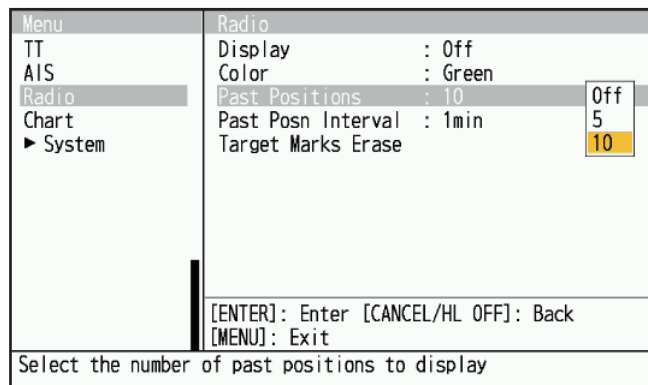 Menu
TT
AIS
Radio
Chart
▶ System
Radio
Display : Off
Color : Green
Past Positions : 10
Past Posn Interval : 1min
Target Marks Erase
Off
5
10
[ENTER]: Enter [CANCEL/HL OFF]: Back
[MENU]: Exit
Select the number of past positions to display